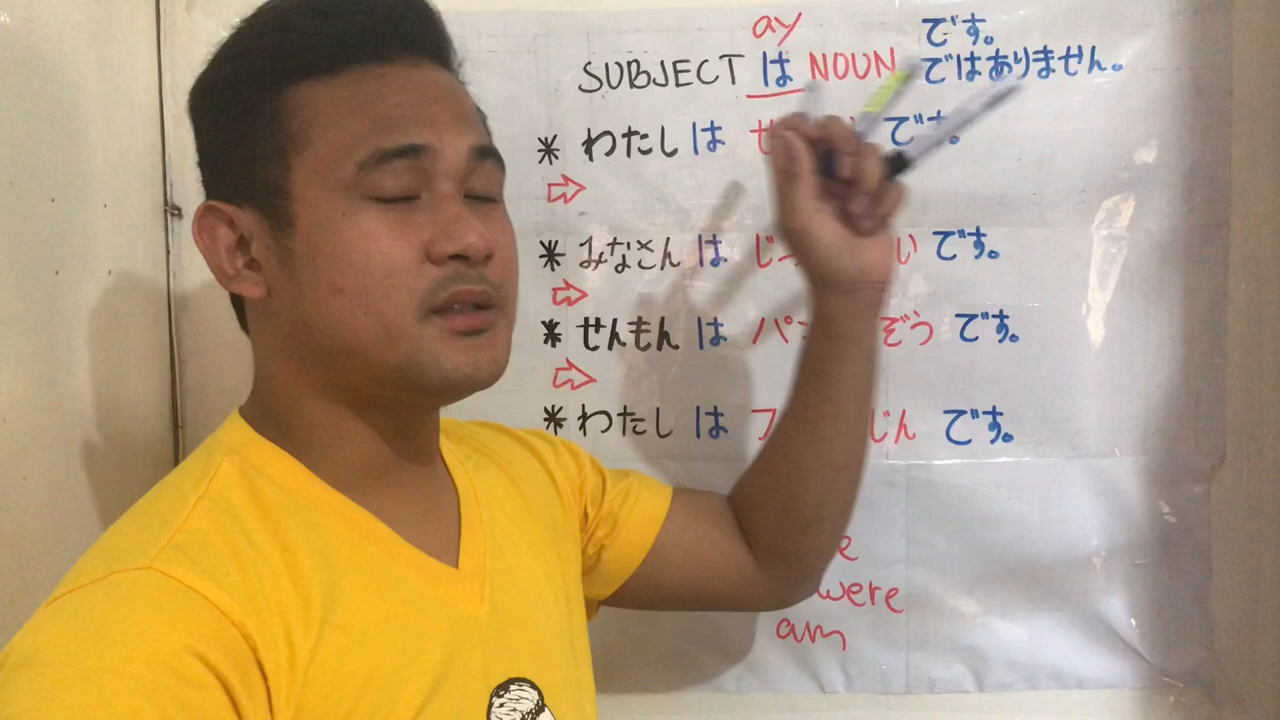 ay
です。
SUBJECT は NOUN ではありません。
* わたし は です。
⇨
* みなさん は です。
⇨
* せんもん は ぞう です。
⇨
* わたし は じん です。
were
am